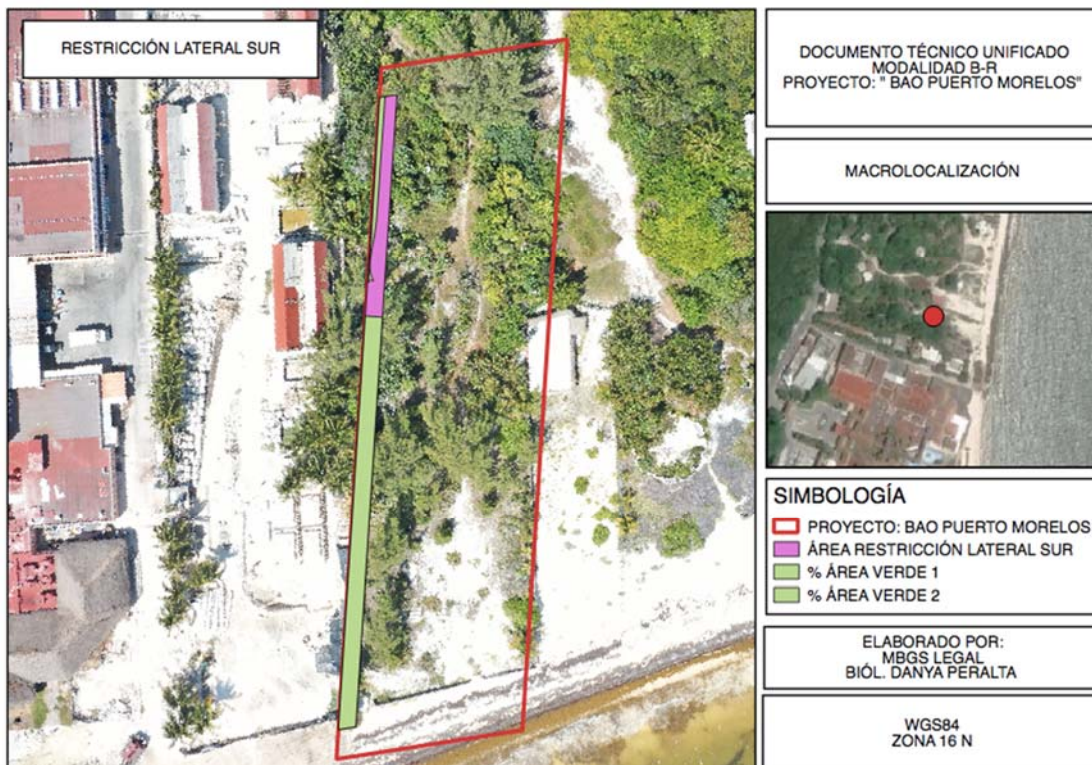 RESTRICCIÓN LATERAL SUR
DOCUMENTO TÉCNICO UNIFICADO
MODALIDAD B-R
PROYECTO: " BAO PUERTO MORELOS"
MACROLOCALIZACIÓN
SIMBOLOGÍA
PROYECTO: BAO PUERTO MORELOS
ÁREA RESTRICCIÓN LATERAL SUR
% ÁREA VERDE 1
% ÁREA VERDE 2
ELABORADO POR:
MBGS LEGAL
BIÓL. DANYA PERALTA
WGS84
ZONA 16 N